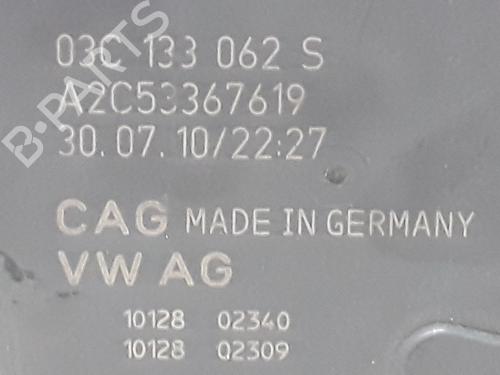 03C 133 062 S
A2C53367619
30.07.10/22:27
CAG MADE IN GERMANY
VW AG
10128 02340
10128 02309
B-PARTS